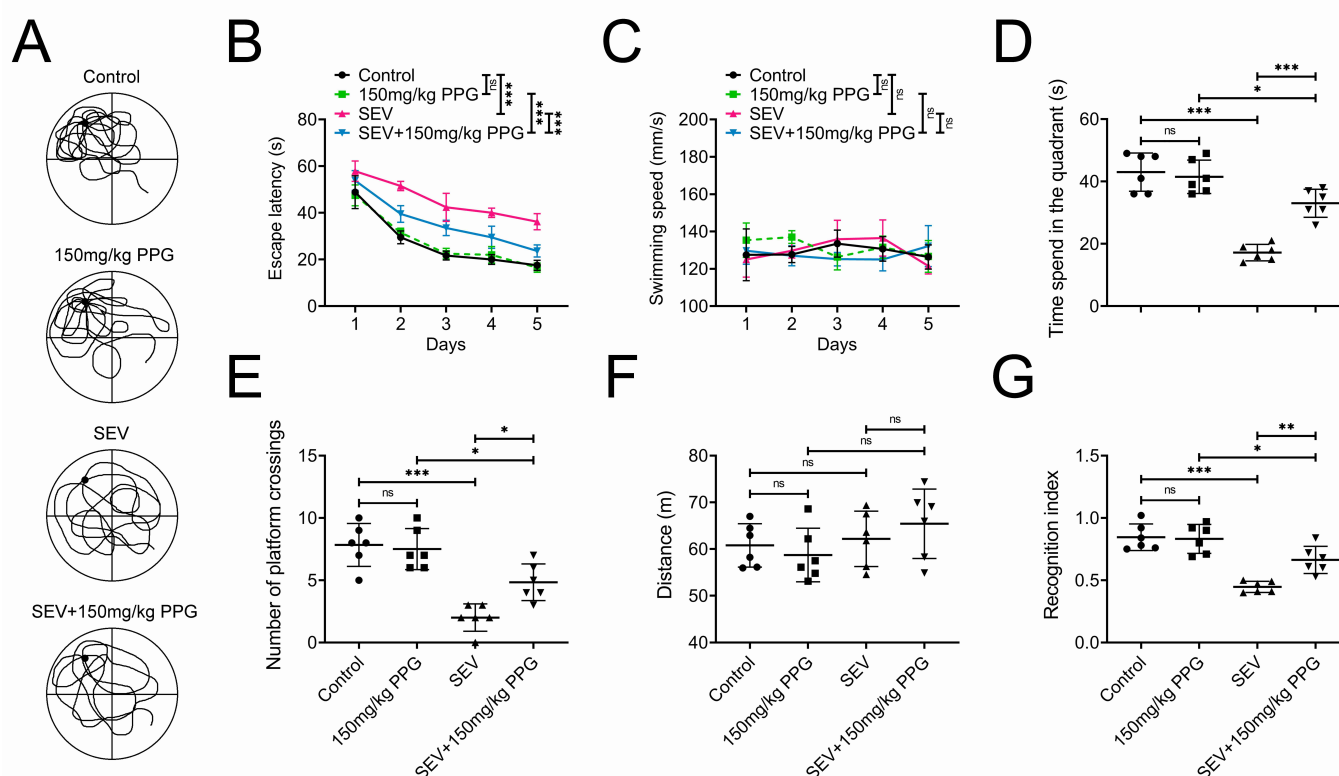 A
Control
150mg/kg PPG
SEV
SEV+150mg/kg PPG
B
Control
150mg/kg PPG
SEV
SEV+150mg/kg PPG
ns
***
***
***
Escape latency (s)
80
60
40
20
0
1 2 3 4 5
Days
C
Control
150mg/kg PPG
SEV
SEV+150mg/kg PPG
ns
ns
ns
ns
Swimming speed (mm/s)
200
180
160
140
120
100
1 2 3 4 5
Days
D
***
*
***
ns
Time spend in the quadrant (s)
60
40
20
0
E
*
*
***
ns
Number of platform crossings
15
10
5
0
Control
150mg/kg PPG
SEV
SEV+150mg/kg PPG
F
ns
ns
ns
ns
Distance (m)
80
70
60
50
40
Control
150mg/kg PPG
SEV
SEV+150mg/kg PPG
G
**
*
***
ns
Recognition index
1.5
1.0
0.5
0.0
Control
150mg/kg PPG
SEV
SEV+150mg/kg PPG